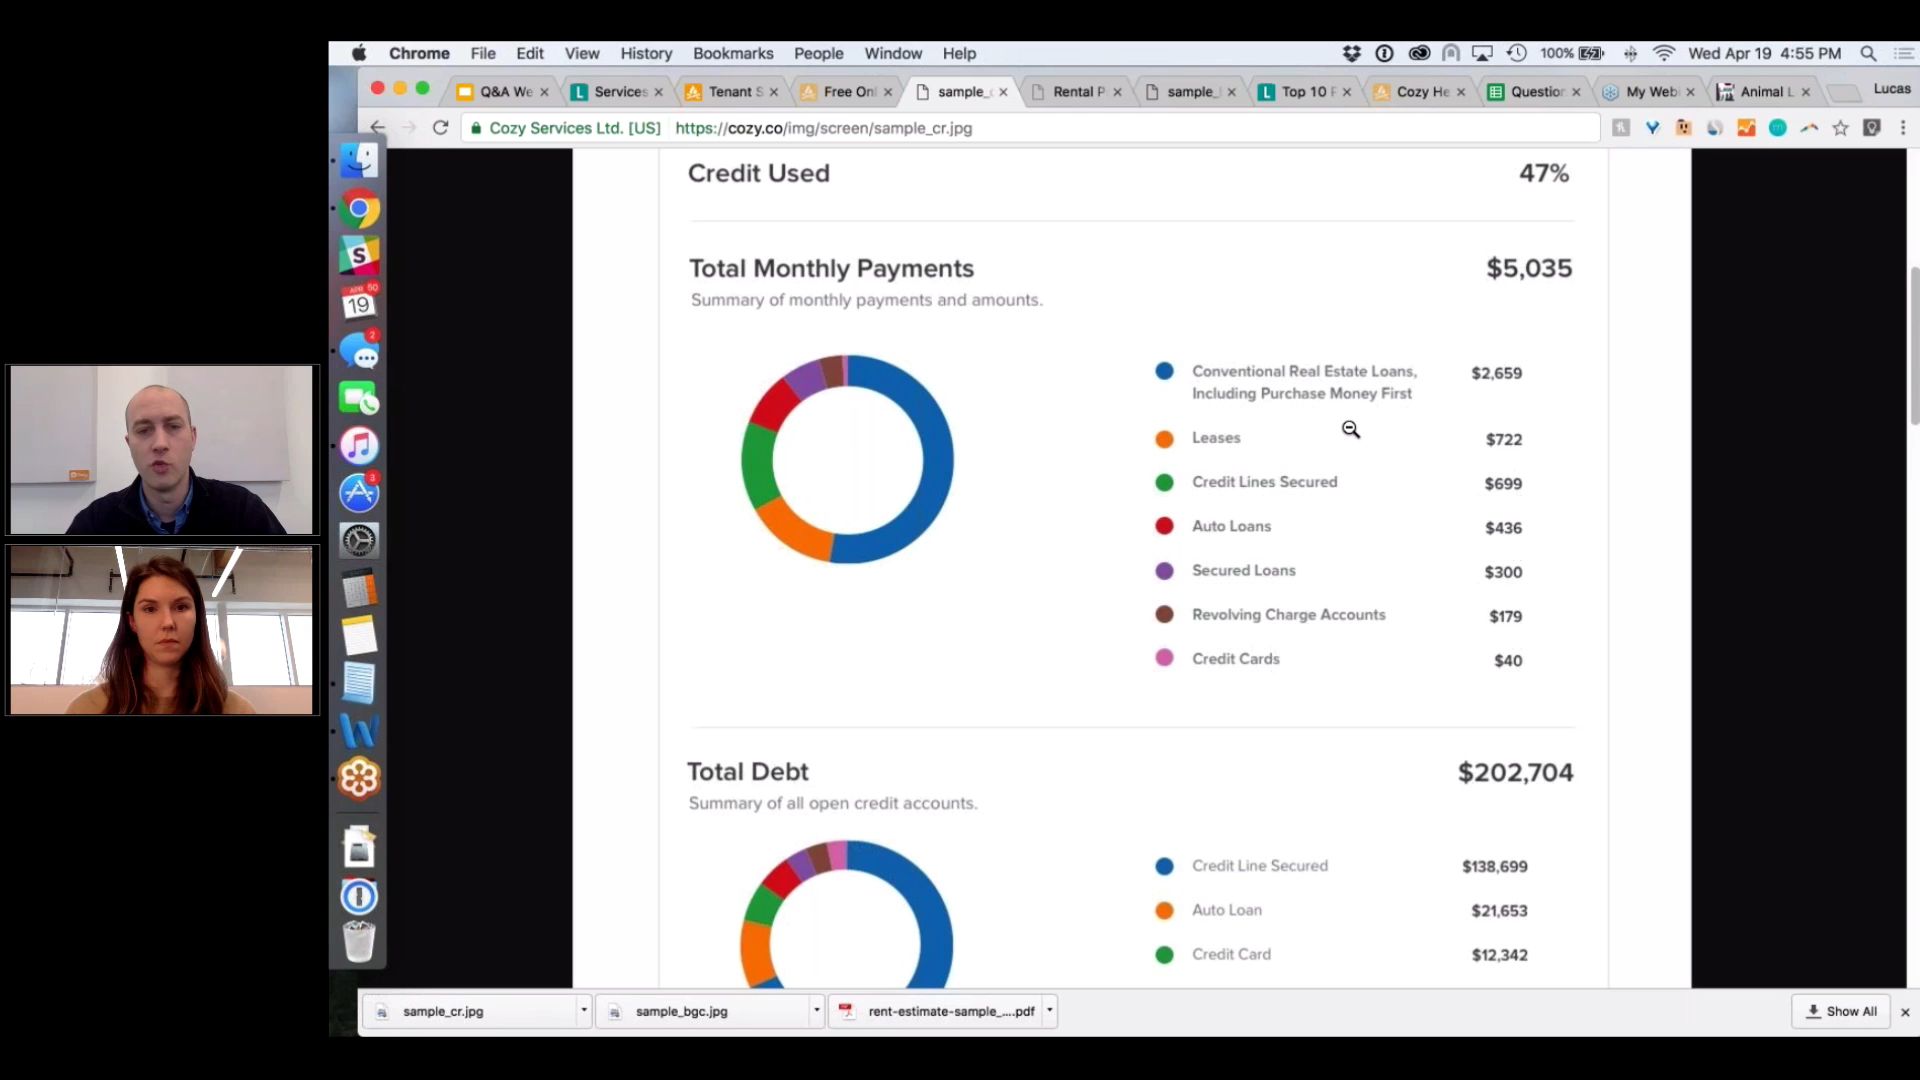 Chrome File Edit View History Bookmarks People Window Help 100% Wed Apr 19 4:55 PM
Q&A We Services Tenant S Free Onl sample_ Rental P sample_ Top 10 Cozy He Question My Web Animal L Lucas
Cozy Services Ltd. [US] https://cozy.co/img/screen/sample_cr.jpg
Credit Used 47%
Total Monthly Payments $5,035
Summary of monthly payments and amounts.
Conventional Real Estate Loans, $2,659
Including Purchase Money First
Leases $722
Credit Lines Secured $699
Auto Loans $436
Secured Loans $300
Revolving Charge Accounts $179
Credit Cards $40
Total Debt $202,704
Summary of all open credit accounts.
Credit Line Secured $138,699
Auto Loan $21,653
Credit Card $12,342
sample_cr.jpg sample_bgc.jpg rent-estimate-sample_....pdf Show All